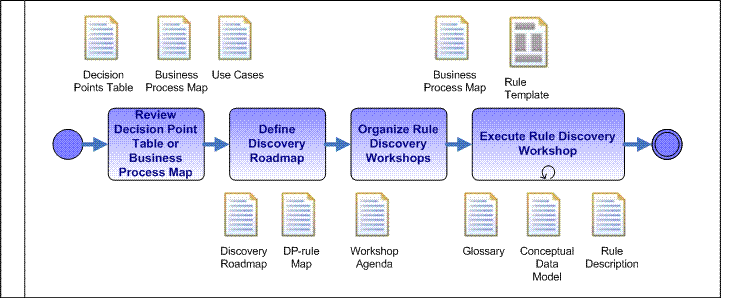 Decision
Points Table
Business
Process Map
Use Cases
Business
Process Map
Rule
Template
Review
Decision Point
Table or
Business
Process Map
Define
Discovery
Roadmap
Organize Rule
Discovery
Workshops
Execute Rule Discovery
Workshop
Discovery
Roadmap
DP-rule
Map
Workshop
Agenda
Glossary
Conceptual
Data
Model
Rule
Description